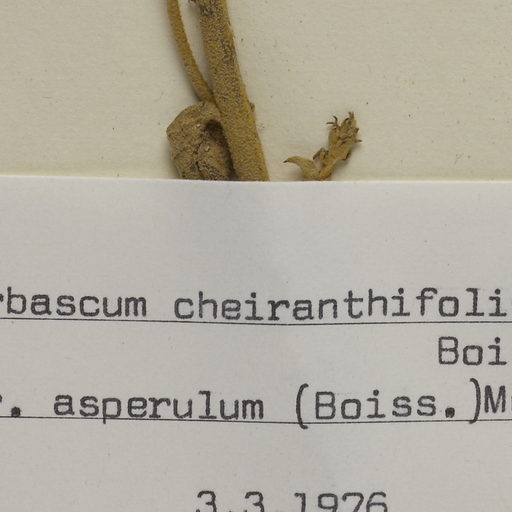 rbascum cheiranthifoli
Boi
r. asperulum (Boiss.)M
3.3.1976